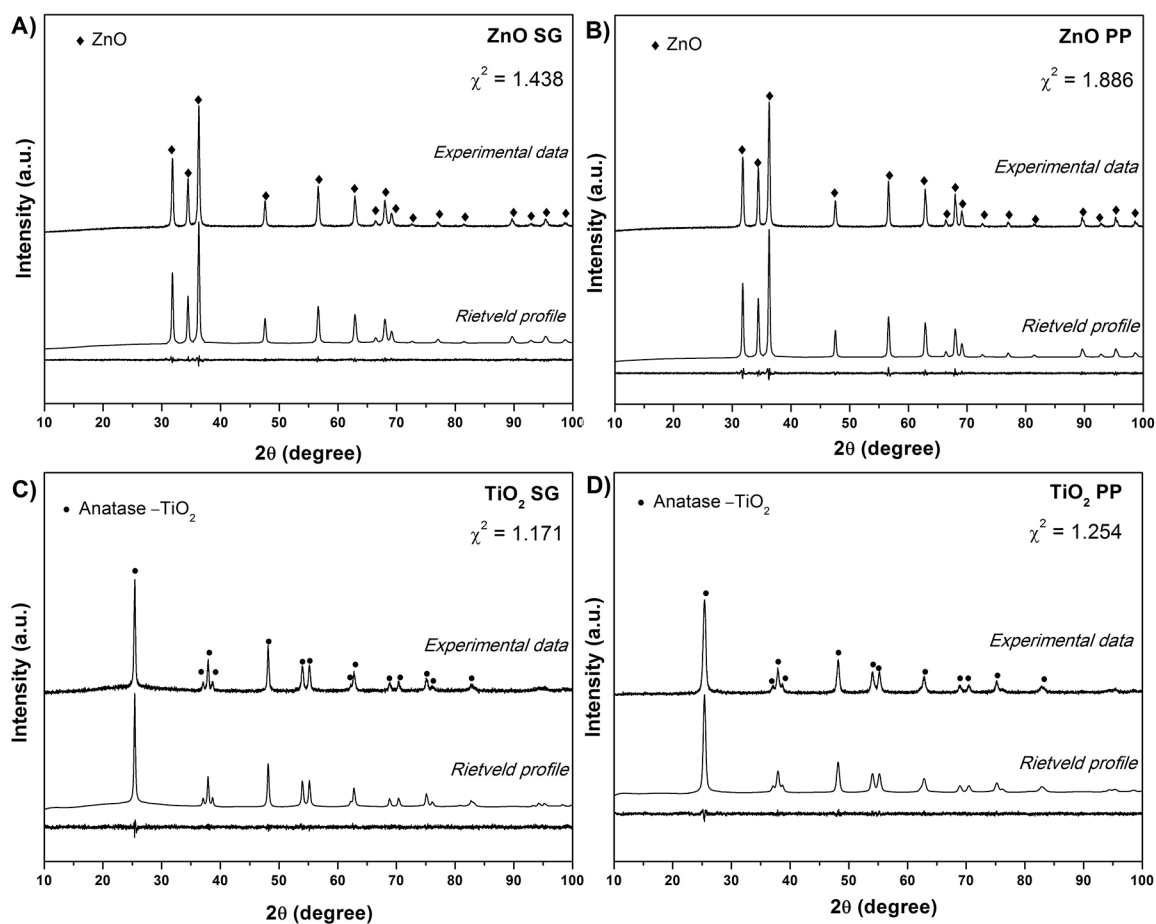 A)
◆ ZnO
ZnO SG
χ² = 1.438
Experimental data
Rietveld profile
Intensity (a.u.)
10 20 30 40 50 60 70 80 90 100
2θ (degree)
B)
◆ ZnO
ZnO PP
χ² = 1.886
Experimental data
Rietveld profile
Intensity (a.u.)
10 20 30 40 50 60 70 80 90 100
2θ (degree)
C)
• Anatase –TiO₂
TiO₂ SG
χ² = 1.171
Experimental data
Rietveld profile
Intensity (a.u.)
10 20 30 40 50 60 70 80 90 100
2θ (degree)
D)
• Anatase –TiO₂
TiO₂ PP
χ² = 1.254
Experimental data
Rietveld profile
Intensity (a.u.)
10 20 30 40 50 60 70 80 90 100
2θ (degree)